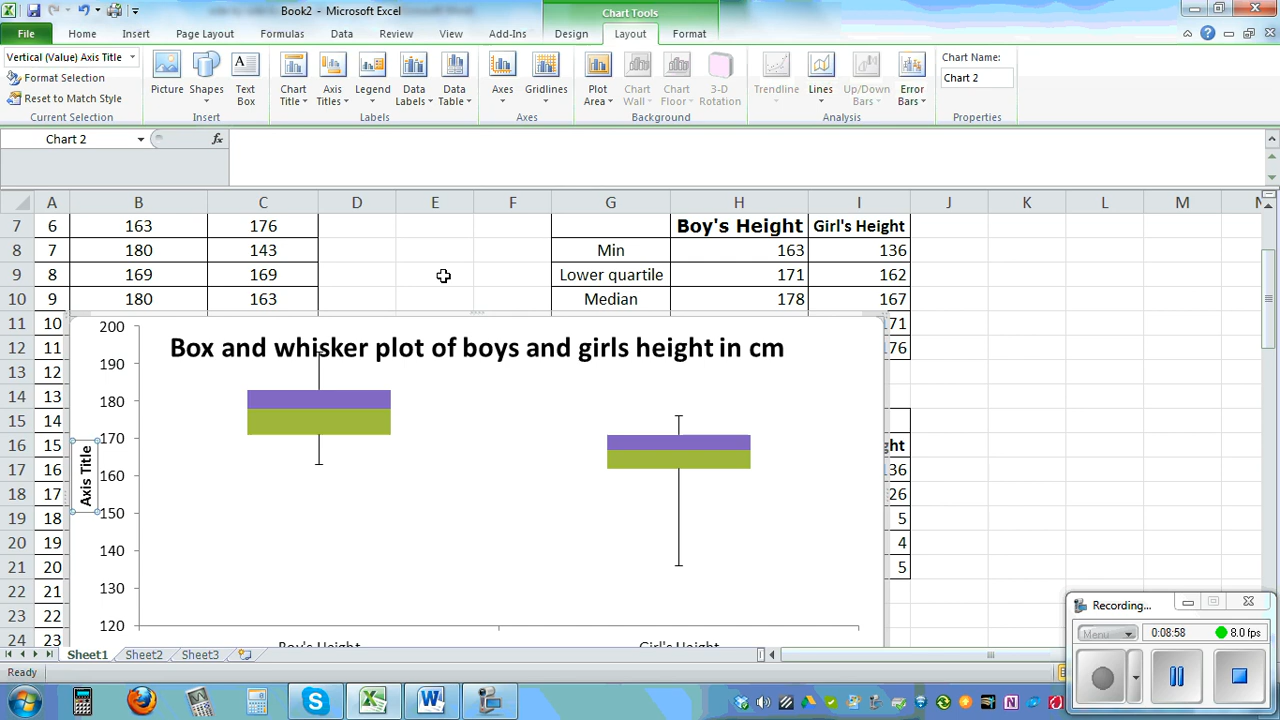 Book2 - Microsoft Excel
Chart Tools
File Home Insert Page Layout Formulas Data Review View Add-Ins Design Layout Format
Vertical (Value) Axis Title
Format Selection
Reset to Match Style
Current Selection
Picture Shapes Text Box
Insert
Chart Title Axis Titles Legend Data Labels Data Table
Labels
Axes Gridlines
Axes
Plot Area Chart Wall Chart Floor 3-D Rotation
Background
Trendline Lines Up/Down Bars Error Bars
Analysis
Chart Name:
Chart 2
Properties
Chart 2 fx
A B C D E F G H I J K L M N
7 6 163 176 Boy's Height Girl's Height
8 7 180 143 Min 163 136
9 8 169 169 Lower quartile 171 162
10 9 180 163 Median 178 167
11 10 171
12 11 176
13 12
14 13
15 14
16 15 ght
17 16 136
18 17 26
19 18 5
20 19 4
21 20 5
22 21
23 22
24 23
Box and whisker plot of boys and girls height in cm
Axis Title
200
190
180
170
160
150
140
130
120
Boy's Height Girl's Height
Sheet1 Sheet2 Sheet3
Ready
Recording...
Menu 0:08:58 8.0 fps